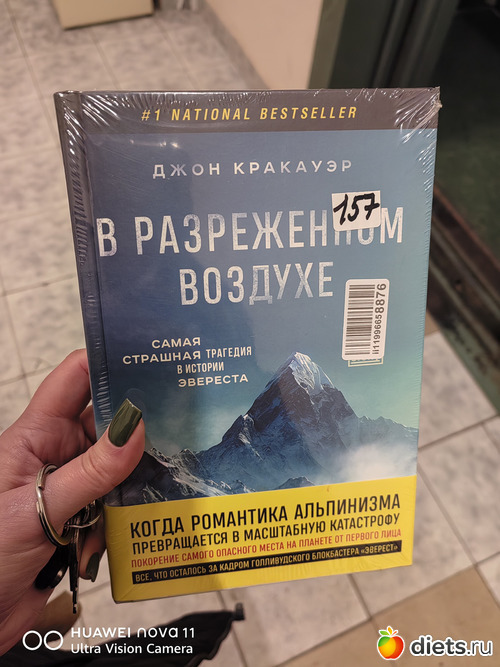 #1 NATIONAL BESTSELLER
ДЖОН КРАКАУЭР
157
В РАЗРЕЖЕННОМ
ВОЗДУХЕ
ii11996658876
САМАЯ
СТРАШНАЯ ТРАГЕДИЯ
В ИСТОРИИ
ЭВЕРЕСТА
КОГДА РОМАНТИКА АЛЬПИНИЗМА
ПРЕВРАЩАЕТСЯ В МАСШТАБНУЮ КАТАСТРОФУ
ПОКОРЕНИЕ САМОГО ОПАСНОГО МЕСТА НА ПЛАНЕТЕ ОТ ПЕРВОГО ЛИЦА
ВСЕ, ЧТО ОСТАЛОСЬ ЗА КАДРОМ ГОЛЛИВУДСКОГО БЛОКБАСТЕРА «ЭВЕРЕСТ»
HUAWEI nova 11
Ultra Vision Camera
diets.ru